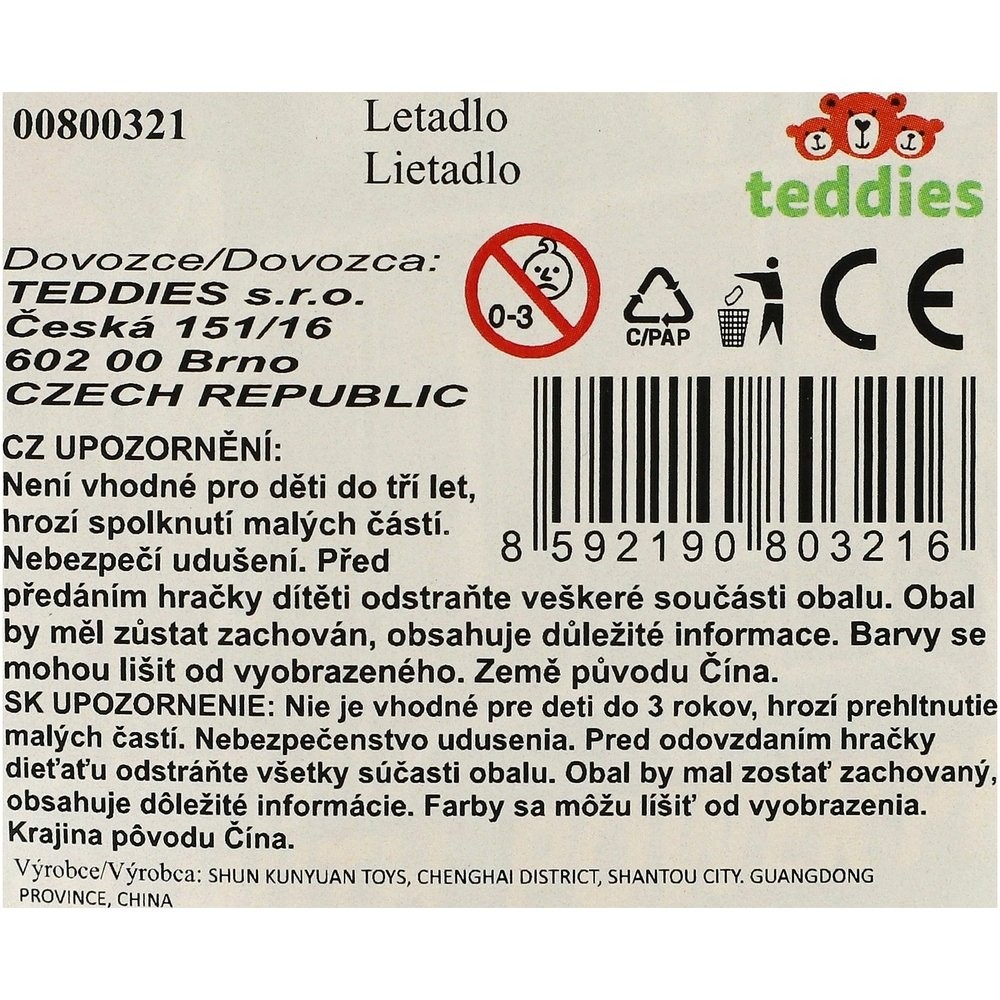 00800321
Letadlo
Lietadlo
teddies
Dovozce/Dovozca:
TEDDIES s.r.o.
Česká 151/16
602 00 Brno
CZECH REPUBLIC
0-3
C/PAP
CE
8 592190 803216
CZ UPOZORNĚNÍ:
Není vhodné pro děti do tří let,
hrozí spolknutí malých částí.
Nebezpečí udušení. Před
předáním hračky dítěti odstraňte veškeré součásti obalu. Obal
by měl zůstat zachován, obsahuje důležité informace. Barvy se
mohou lišit od vyobrazeného. Země původu Čína.
SK UPOZORNENIE: Nie je vhodné pre deti do 3 rokov, hrozí prehltnutie
malých častí. Nebezpečenstvo udusenia. Pred odovzdaním hračky
dieťaťu odstráňte všetky súčasti obalu. Obal by mal zostať zachovaný,
obsahuje dôležité informácie. Farby sa môžu líšiť od vyobrazenia.
Krajina pôvodu Čína.
Výrobce/Výrobca: SHUN KUNYUAN TOYS, CHENGHAI DISTRICT, SHANTOU CITY. GUANGDONG
PROVINCE, CHINA